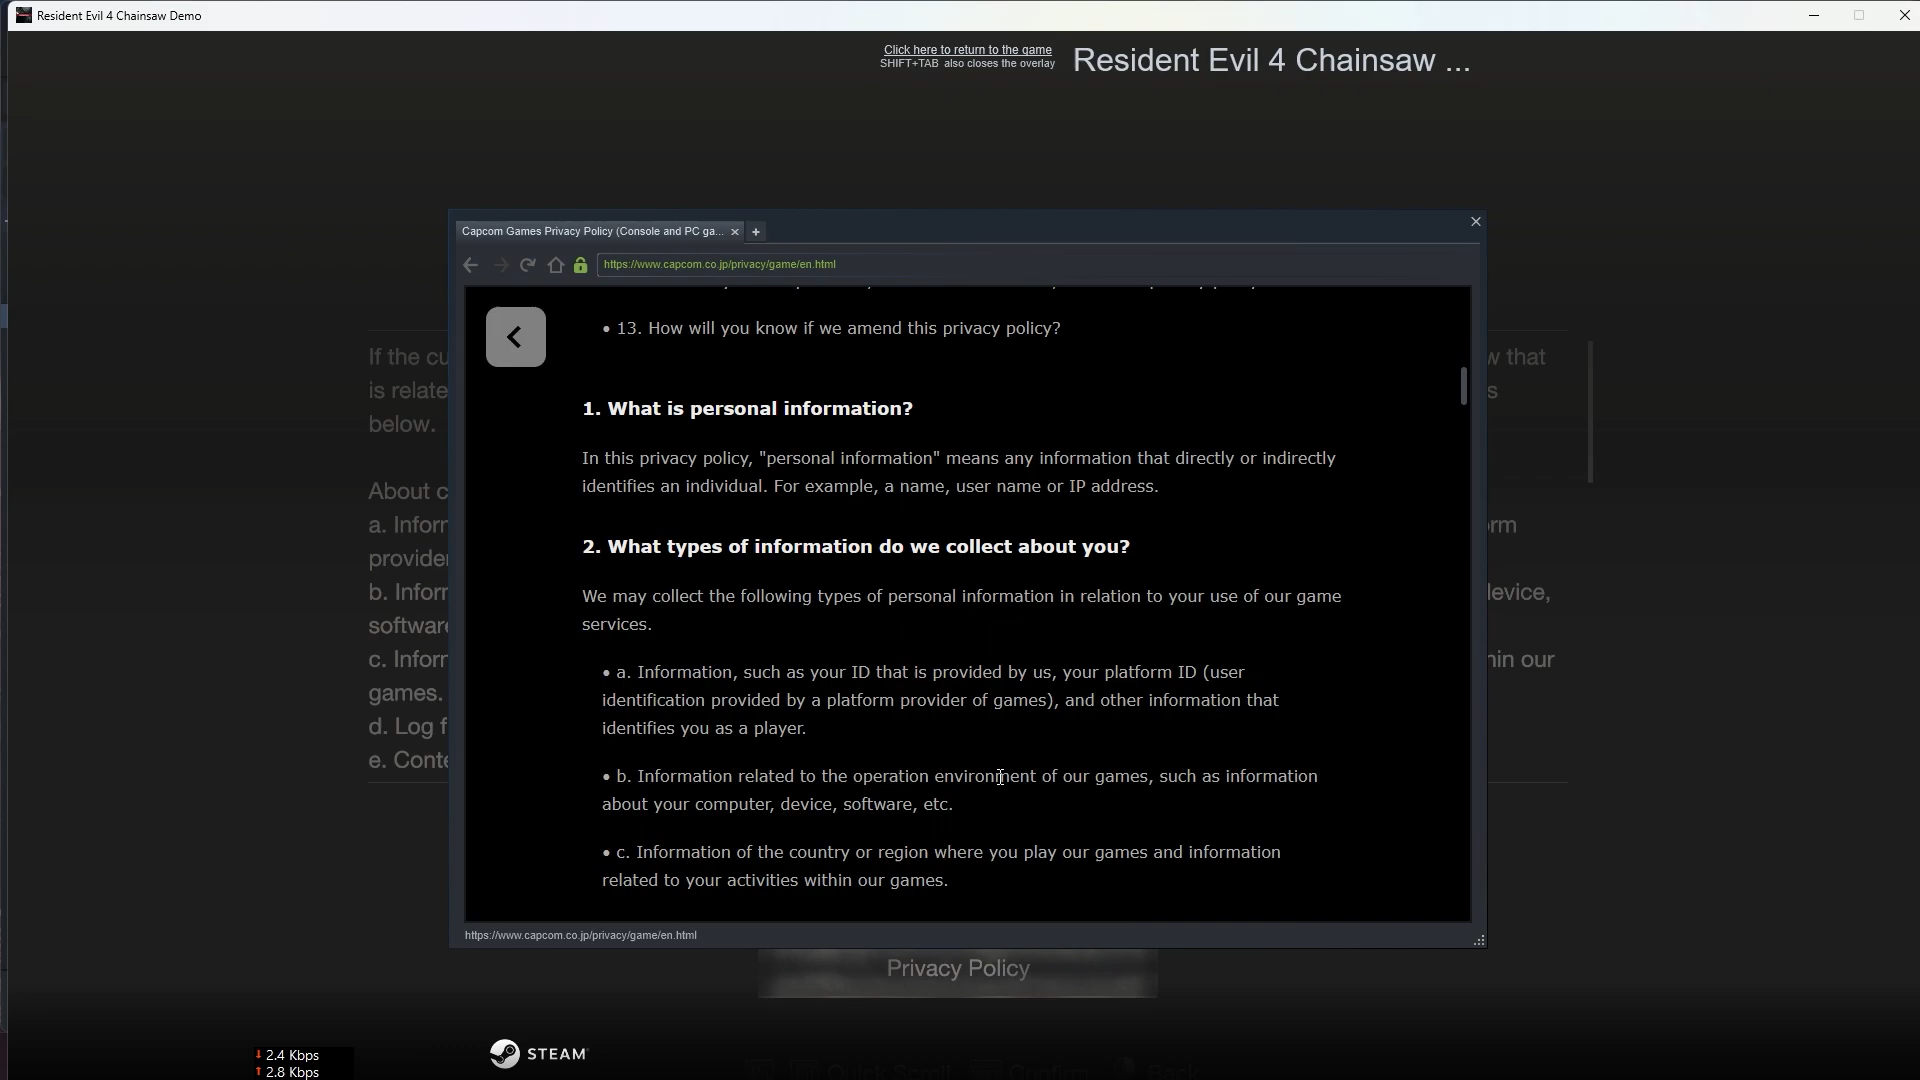 Resident Evil 4 Chainsaw Demo
Click here to return to the game
SHIFT+TAB also closes the overlay
Resident Evil 4 Chainsaw ...
Capcom Games Privacy Policy (Console and PC ga...
https://www.capcom.co.jp/privacy/game/en.html
• 13. How will you know if we amend this privacy policy?
1. What is personal information?
In this privacy policy, "personal information" means any information that directly or indirectly
identifies an individual. For example, a name, user name or IP address.
2. What types of information do we collect about you?
We may collect the following types of personal information in relation to your use of our game
services.
• a. Information, such as your ID that is provided by us, your platform ID (user
identification provided by a platform provider of games), and other information that
identifies you as a player.
• b. Information related to the operation environment of our games, such as information
about your computer, device, software, etc.
• c. Information of the country or region where you play our games and information
related to your activities within our games.
https://www.capcom.co.jp/privacy/game/en.html
If the
that
is
below.
About
a.
b.
c.
our
games.
d. Log
e.
Privacy Policy
STEAM
2.4 Kbps
2.8 Kbps
Quick Scroll
Confirm
Back